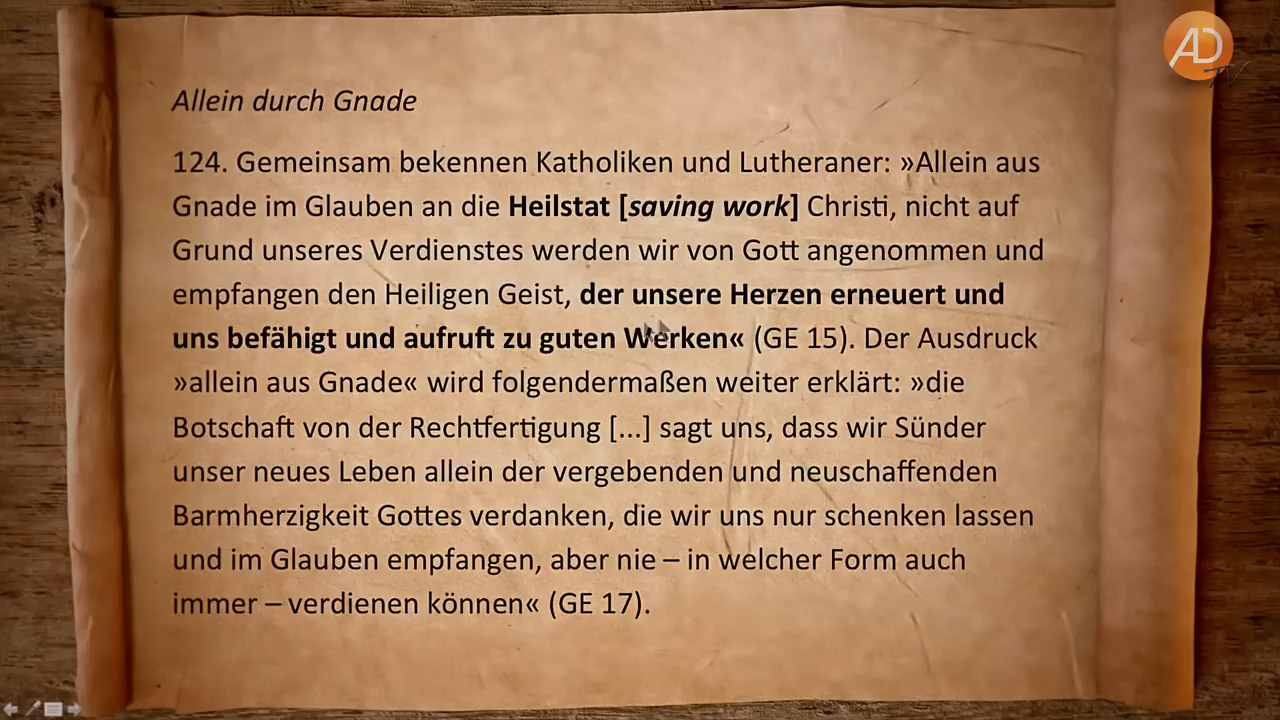 AD
TV
Allein durch Gnade
124. Gemeinsam bekennen Katholiken und Lutheraner: »Allein aus
Gnade im Glauben an die Heilstat [saving work] Christi, nicht auf
Grund unseres Verdienstes werden wir von Gott angenommen und
empfangen den Heiligen Geist, der unsere Herzen erneuert und
uns befähigt und aufruft zu guten Werken« (GE 15). Der Ausdruck
»allein aus Gnade« wird folgendermaßen weiter erklärt: »die
Botschaft von der Rechtfertigung [...] sagt uns, dass wir Sünder
unser neues Leben allein der vergebenden und neuschaffenden
Barmherzigkeit Gottes verdanken, die wir uns nur schenken lassen
und im Glauben empfangen, aber nie – in welcher Form auch
immer – verdienen können« (GE 17).